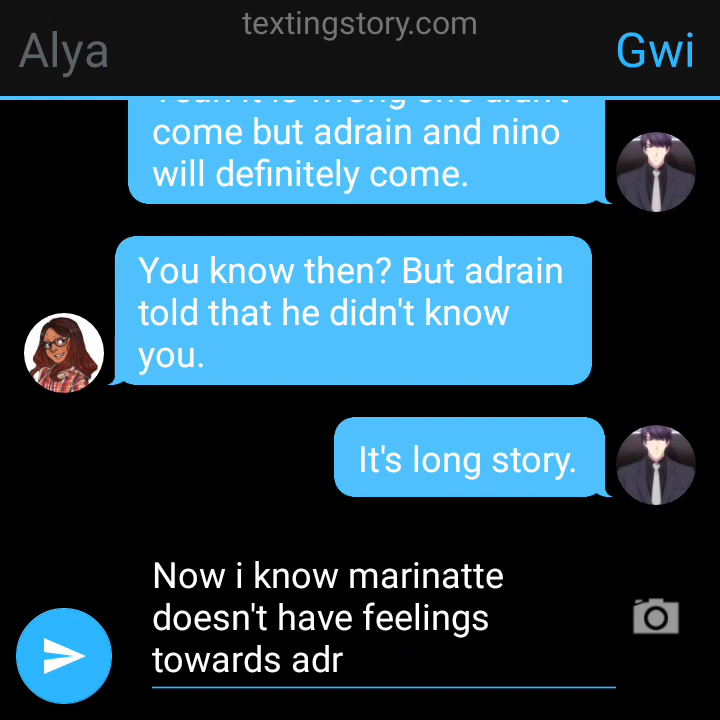 textingstory.com
Alya
Gwi
come but adrain and nino
will definitely come.
You know then? But adrain
told that he didn't know
you.
It's long story.
Now i know marinatte
doesn't have feelings
towards adr